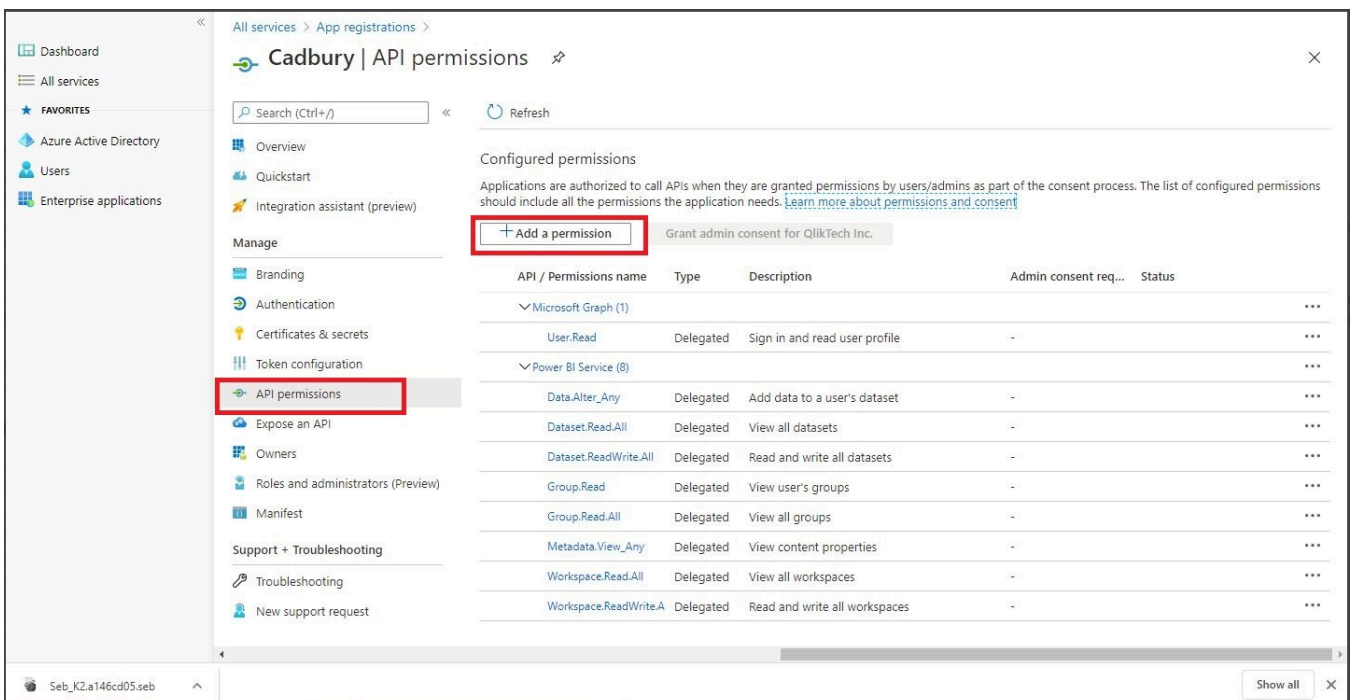 All services > App registrations >
Cadbury | API permissions
Dashboard
All services
FAVORITES
Azure Active Directory
Users
Enterprise applications
Search (Ctrl+/)
Overview
Quickstart
Integration assistant (preview)
Manage
Branding
Authentication
Certificates & secrets
Token configuration
API permissions
Expose an API
Owners
Roles and administrators (Preview)
Manifest
Support + Troubleshooting
Troubleshooting
New support request
Refresh
Configured permissions
Applications are authorized to call APIs when they are granted permissions by users/admins as part of the consent process. The list of configured permissions
should include all the permissions the application needs. Learn more about permissions and consent
+ Add a permission Grant admin consent for QlikTech Inc.
API / Permissions name Type Description Admin consent req... Status
Microsoft Graph (1) ...
User.Read Delegated Sign in and read user profile - ...
Power BI Service (8) ...
Data.Alter_Any Delegated Add data to a user's dataset - ...
Dataset.Read.All Delegated View all datasets - ...
Dataset.ReadWrite.All Delegated Read and write all datasets - ...
Group.Read Delegated View user's groups - ...
Group.Read.All Delegated View all groups - ...
Metadata.View_Any Delegated View content properties - ...
Workspace.Read.All Delegated View all workspaces - ...
Workspace.ReadWrite.A Delegated Read and write all workspaces - ...
Seb_K2.a146cd05.seb
Show all